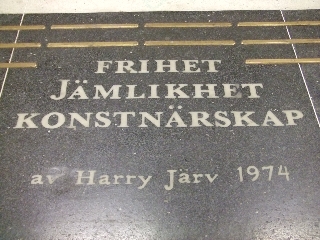 FRIHET
JÄMLIKHET
KONSTNÄRSKAP
av Harry Järv 1974